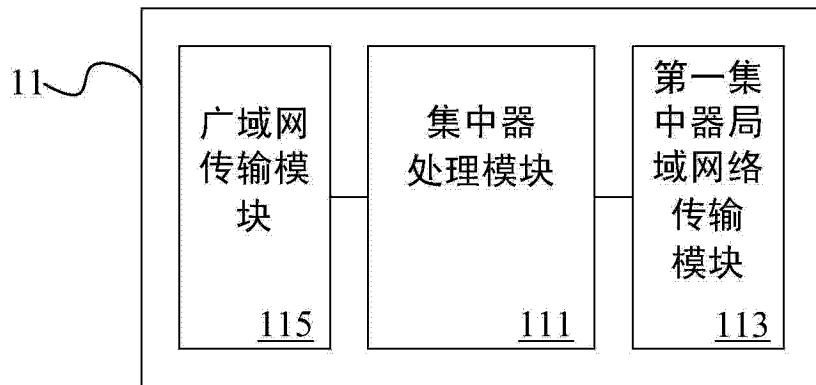 11
广域网
传输模
块
115
集中器
处理模块
111
第一集
中器局
域网络
传输
模块
113